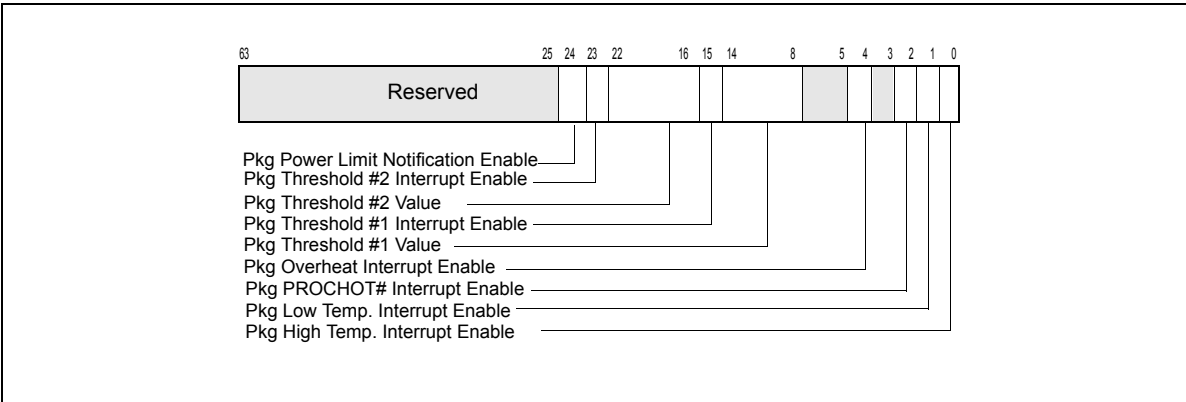 63 25 24 23 22 16 15 14 8 5 4 3 2 1 0
Reserved
Pkg Power Limit Notification Enable
Pkg Threshold #2 Interrupt Enable
Pkg Threshold #2 Value
Pkg Threshold #1 Interrupt Enable
Pkg Threshold #1 Value
Pkg Overheat Interrupt Enable
Pkg PROCHOT# Interrupt Enable
Pkg Low Temp. Interrupt Enable
Pkg High Temp. Interrupt Enable